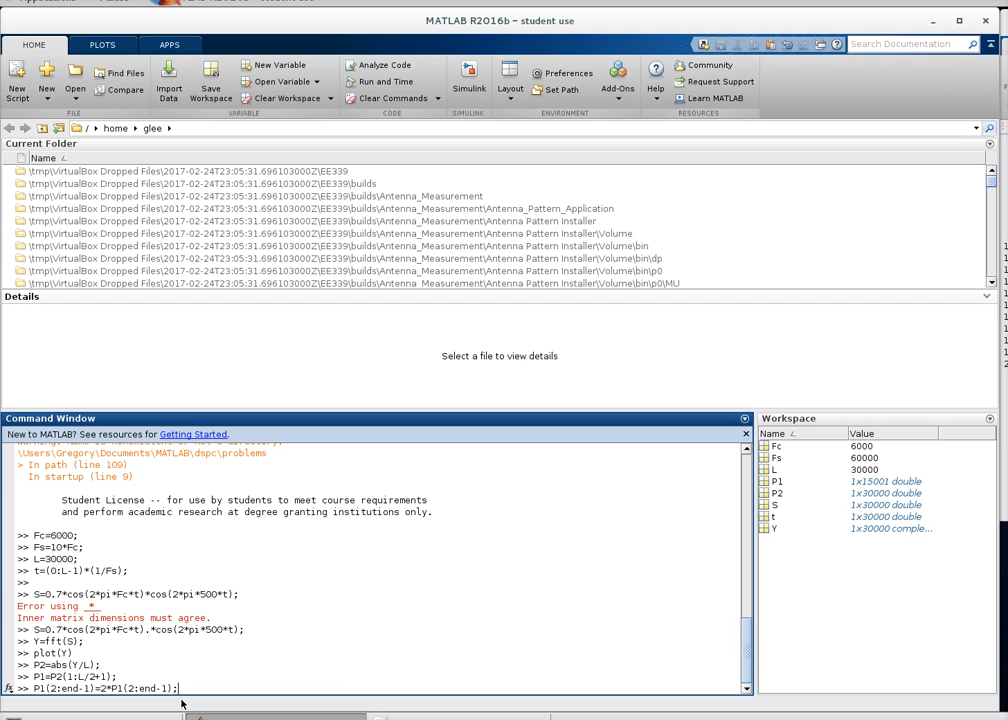 MATLAB R2016b - student use
HOME PLOTS APPS
Search Documentation
New Script
New
Open
Find Files
Compare
Import Data
Save Workspace
New Variable
Open Variable
Clear Workspace
Analyze Code
Run and Time
Clear Commands
Simulink
Layout
Preferences
Set Path
Add-Ons
Help
Community
Request Support
Learn MATLAB
FILE VARIABLE CODE SIMULINK ENVIRONMENT RESOURCES
/ home glee
Current Folder
Name
\tmp\VirtualBox Dropped Files\2017-02-24T23:05:31.696103000Z\EE339
\tmp\VirtualBox Dropped Files\2017-02-24T23:05:31.696103000Z\EE339\builds
\tmp\VirtualBox Dropped Files\2017-02-24T23:05:31.696103000Z\EE339\builds\Antenna_Measurement
\tmp\VirtualBox Dropped Files\2017-02-24T23:05:31.696103000Z\EE339\builds\Antenna_Measurement\Antenna_Pattern_Application
\tmp\VirtualBox Dropped Files\2017-02-24T23:05:31.696103000Z\EE339\builds\Antenna_Measurement\Antenna Pattern Installer
\tmp\VirtualBox Dropped Files\2017-02-24T23:05:31.696103000Z\EE339\builds\Antenna_Measurement\Antenna Pattern Installer\Volume
\tmp\VirtualBox Dropped Files\2017-02-24T23:05:31.696103000Z\EE339\builds\Antenna_Measurement\Antenna Pattern Installer\Volume\bin
\tmp\VirtualBox Dropped Files\2017-02-24T23:05:31.696103000Z\EE339\builds\Antenna_Measurement\Antenna Pattern Installer\Volume\bin\dp
\tmp\VirtualBox Dropped Files\2017-02-24T23:05:31.696103000Z\EE339\builds\Antenna_Measurement\Antenna Pattern Installer\Volume\bin\p0
\tmp\VirtualBox Dropped Files\2017-02-24T23:05:31.696103000Z\EE339\builds\Antenna_Measurement\Antenna Pattern Installer\Volume\bin\p0\MU
Details
Select a file to view details
Command Window
New to MATLAB? See resources for Getting Started.
\Users\Gregory\Documents\MATLAB\dspc\problems
> In path (line 109)
In startup (line 9)
Student License -- for use by students to meet course requirements
and perform academic research at degree granting institutions only.
>> Fc=6000;
>> Fs=10*Fc;
>> L=30000;
>> t=(0:L-1)*(1/Fs);
>>
>> S=0.7*cos(2*pi*Fc*t)*cos(2*pi*500*t);
Error using *
Inner matrix dimensions must agree.
>> S=0.7*cos(2*pi*Fc*t).*cos(2*pi*500*t);
>> Y=fft(S);
>> plot(Y)
>> P2=abs(Y/L);
>> P1=P2(1:L/2+1);
fx >> P1(2:end-1)=2*P1(2:end-1);
Workspace
Name Value
Fc 6000
Fs 60000
L 30000
P1 1x15001 double
P2 1x30000 double
S 1x30000 double
t 1x30000 double
Y 1x30000 comple...